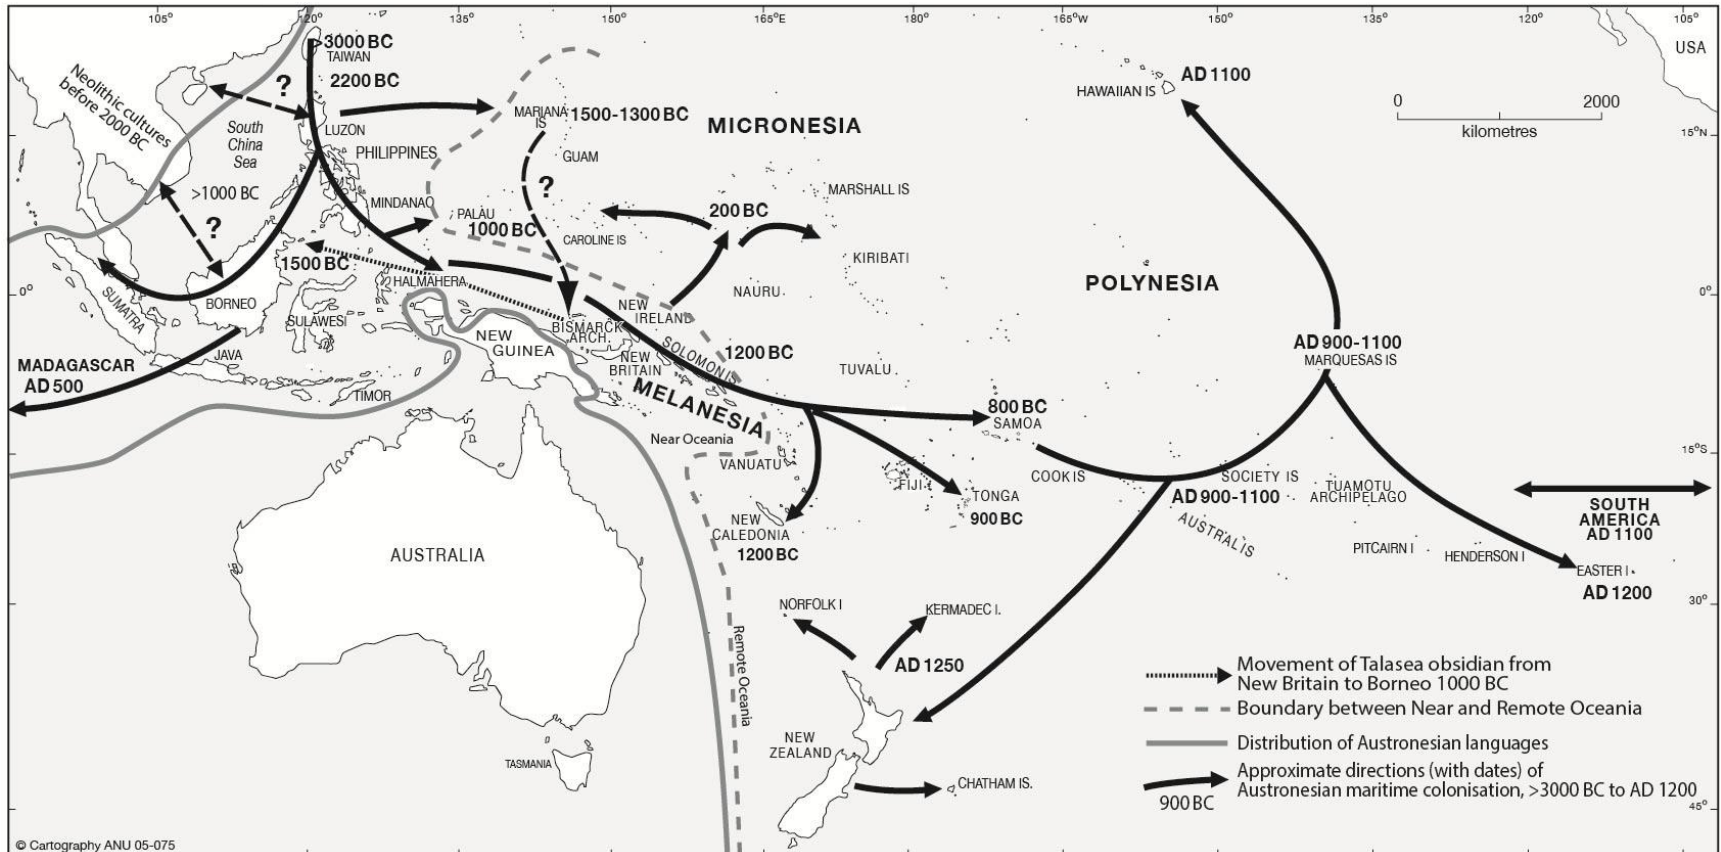 105°
120°
135°
150°
165°E
180°
165°W
150°
135°
120°
105°
>3000 BC
TAIWAN
2200 BC
USA
Neolithic cultures
before 2000 BC
?
South
China
Sea
LUZON
PHILIPPINES
MARIANA
IS
1500-1300 BC
GUAM
MICRONESIA
HAWAIIAN IS
AD 1100
0
2000
kilometres
15°N
>1000 BC
?
MINDANAO
PALAU
1000 BC
?
CAROLINE IS
200 BC
MARSHALL IS
KIRIBATI
NAURU
POLYNESIA
1500 BC
HALMAHERA
0°
0°
SUMATRA
BORNEO
SULAWESI
JAVA
TIMOR
MADAGASCAR
AD 500
NEW
GUINEA
BISMARCK
ARCH.
NEW
IRELAND
NEW
BRITAIN
SOLOMON IS
1200 BC
MELANESIA
TUVALU
AD 900-1100
MARQUESAS IS
800 BC
SAMOA
Near Oceania
VANUATU
FIJI
TONGA
900 BC
COOK IS
SOCIETY IS
AD 900-1100
TUAMOTU
ARCHIPELAGO
15°S
AUSTRAL IS
SOUTH
AMERICA
AD 1100
NEW
CALEDONIA
1200 BC
AUSTRALIA
PITCAIRN I
HENDERSON I
EASTER I
AD 1200
NORFOLK I
KERMADEC I.
30°
AD 1250
Remote Oceania
NEW
ZEALAND
TASMANIA
CHATHAM IS.
Movement of Talasea obsidian from
New Britain to Borneo 1000 BC
Boundary between Near and Remote Oceania
Distribution of Austronesian languages
Approximate directions (with dates) of
Austronesian maritime colonisation, >3000 BC to AD 1200
900 BC
45°
© Cartography ANU 05-075